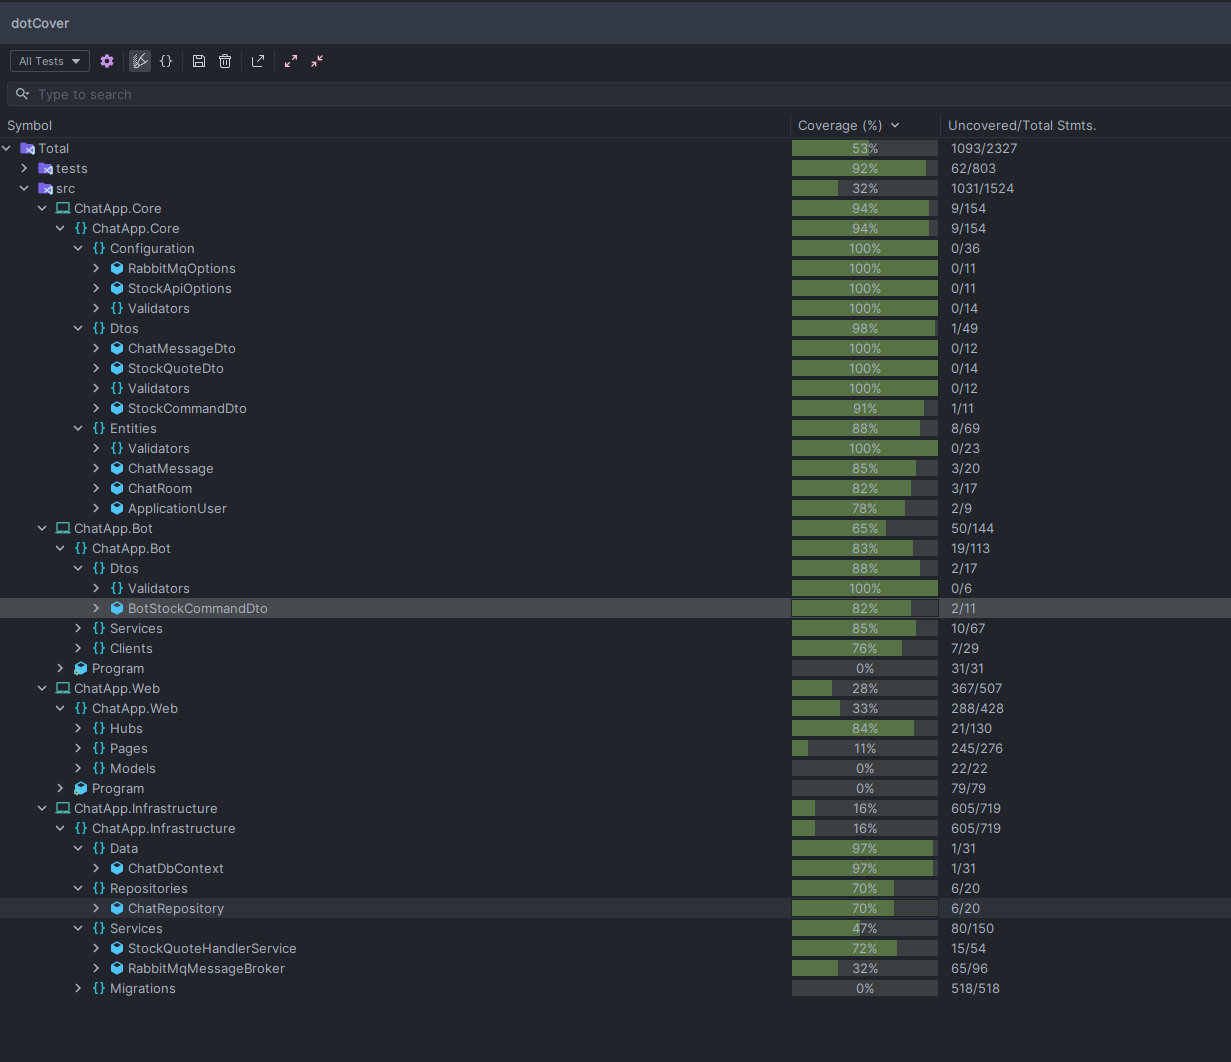 dotCover
All Tests
Type to search
Symbol Coverage (%) Uncovered/Total Stmts.
Total 53% 1093/2327
tests 92% 62/803
src 32% 1031/1524
ChatApp.Core 94% 9/154
{} ChatApp.Core 94% 9/154
{} Configuration 100% 0/36
RabbitMqOptions 100% 0/11
StockApiOptions 100% 0/11
{} Validators 100% 0/14
{} Dtos 98% 1/49
ChatMessageDto 100% 0/12
StockQuoteDto 100% 0/14
{} Validators 100% 0/12
StockCommandDto 91% 1/11
{} Entities 88% 8/69
{} Validators 100% 0/23
ChatMessage 85% 3/20
ChatRoom 82% 3/17
ApplicationUser 78% 2/9
ChatApp.Bot 65% 50/144
{} ChatApp.Bot 83% 19/113
{} Dtos 88% 2/17
{} Validators 100% 0/6
BotStockCommandDto 82% 2/11
{} Services 85% 10/67
{} Clients 76% 7/29
Program 0% 31/31
ChatApp.Web 28% 367/507
{} ChatApp.Web 33% 288/428
{} Hubs 84% 21/130
{} Pages 11% 245/276
{} Models 0% 22/22
Program 0% 79/79
ChatApp.Infrastructure 16% 605/719
{} ChatApp.Infrastructure 16% 605/719
{} Data 97% 1/31
ChatDbContext 97% 1/31
{} Repositories 70% 6/20
ChatRepository 70% 6/20
{} Services 47% 80/150
StockQuoteHandlerService 72% 15/54
RabbitMqMessageBroker 32% 65/96
{} Migrations 0% 518/518